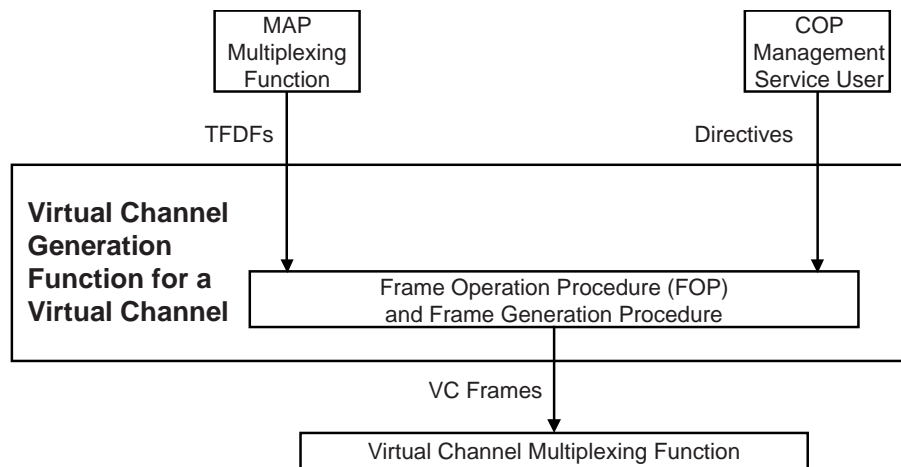 MAP
Multiplexing
Function
COP
Management
Service User
TFDFs
Directives
Virtual Channel
Generation
Function for a
Virtual Channel
Frame Operation Procedure (FOP)
and Frame Generation Procedure
VC Frames
Virtual Channel Multiplexing Function